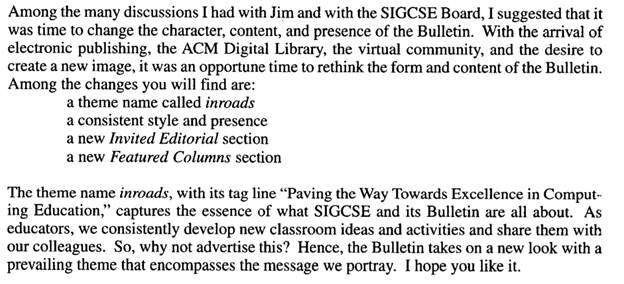 Among the many discussions I had with Jim and with the SIGCSE Board, I suggested that it
was time to change the character, content, and presence of the Bulletin. With the arrival of
electronic publishing, the ACM Digital Library, the virtual community, and the desire to
create a new image, it was an opportune time to rethink the form and content of the Bulletin.
Among the changes you will find are:
a theme name called inroads
a consistent style and presence
a new Invited Editorial section
a new Featured Columns section
The theme name inroads, with its tag line “Paving the Way Towards Excellence in Comput-
ing Education,” captures the essence of what SIGCSE and its Bulletin are all about. As
educators, we consistently develop new classroom ideas and activities and share them with
our colleagues. So, why not advertise this? Hence, the Bulletin takes on a new look with a
prevailing theme that encompasses the message we portray. I hope you like it.